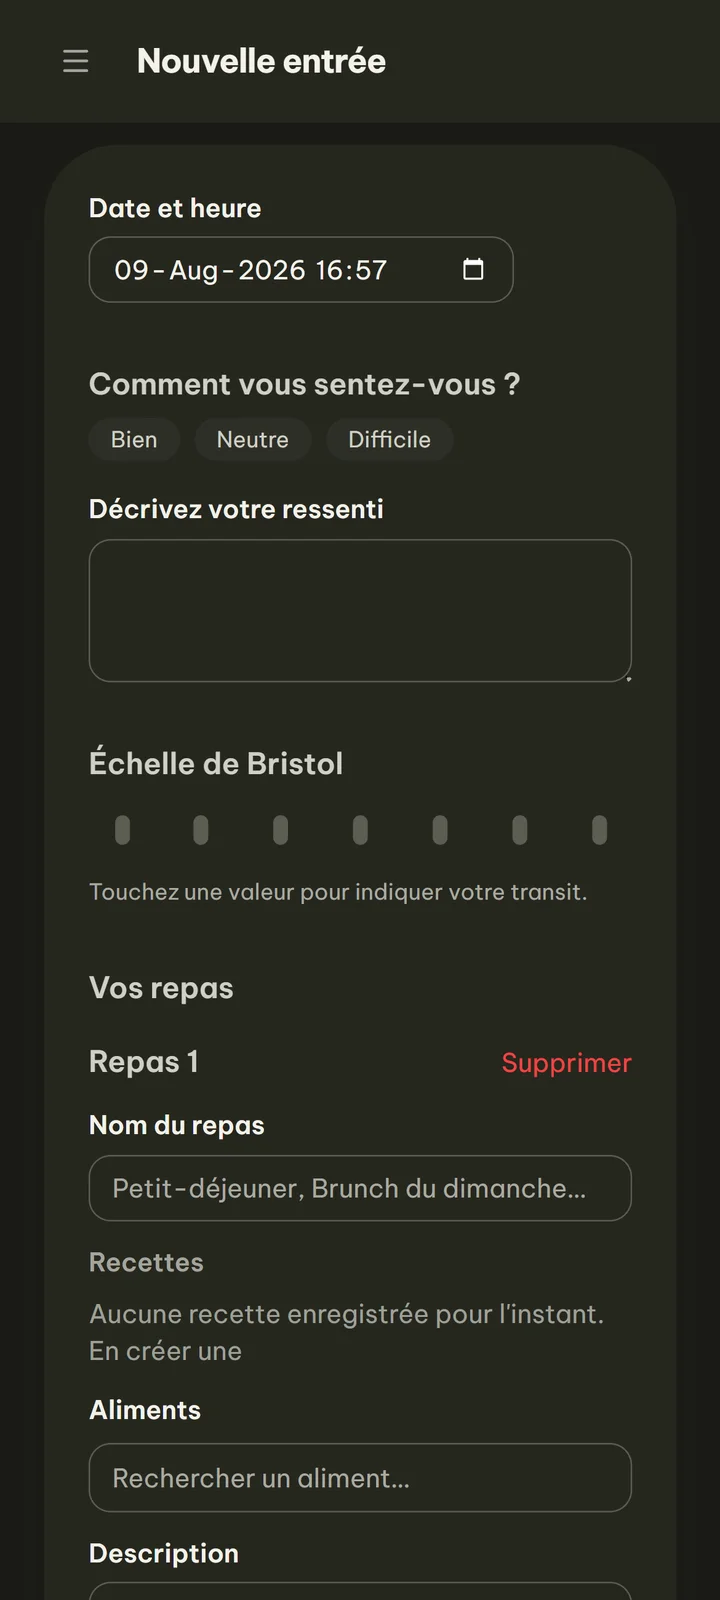 Nouvelle entrée
Date et heure
09-Aug-2026 16:57
Comment vous sentez-vous ?
Bien Neutre Difficile
Décrivez votre ressenti
Échelle de Bristol
Touchez une valeur pour indiquer votre transit.
Vos repas
Repas 1 Supprimer
Nom du repas
Petit-déjeuner, Brunch du dimanche...
Recettes
Aucune recette enregistrée pour l'instant.
En créer une
Aliments
Rechercher un aliment...
Description